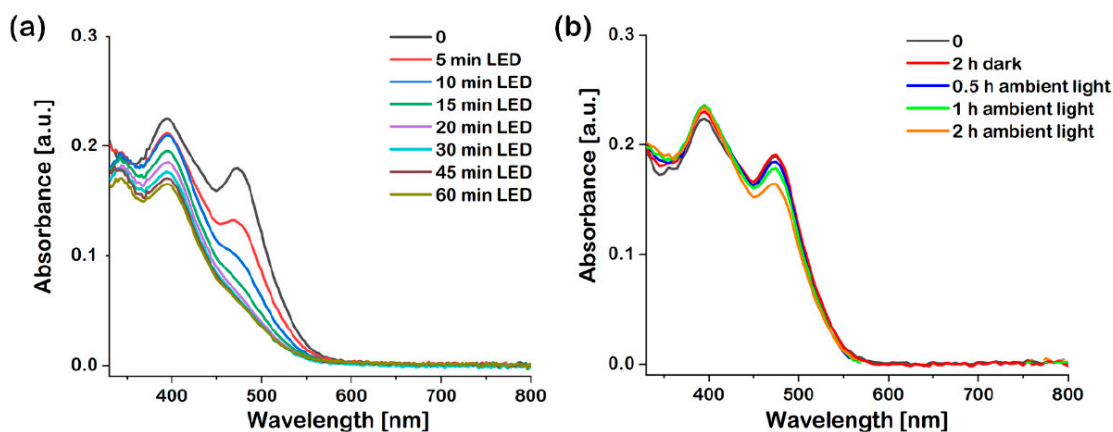 (a)
0.3
0.2
0.1
0.0
Absorbance [a.u.]
400
500
600
700
800
Wavelength [nm]
0
5 min LED
10 min LED
15 min LED
20 min LED
30 min LED
45 min LED
60 min LED
(b)
0.3
0.2
0.1
0.0
Absorbance [a.u.]
400
500
600
700
800
Wavelength [nm]
0
2 h dark
0.5 h ambient light
1 h ambient light
2 h ambient light